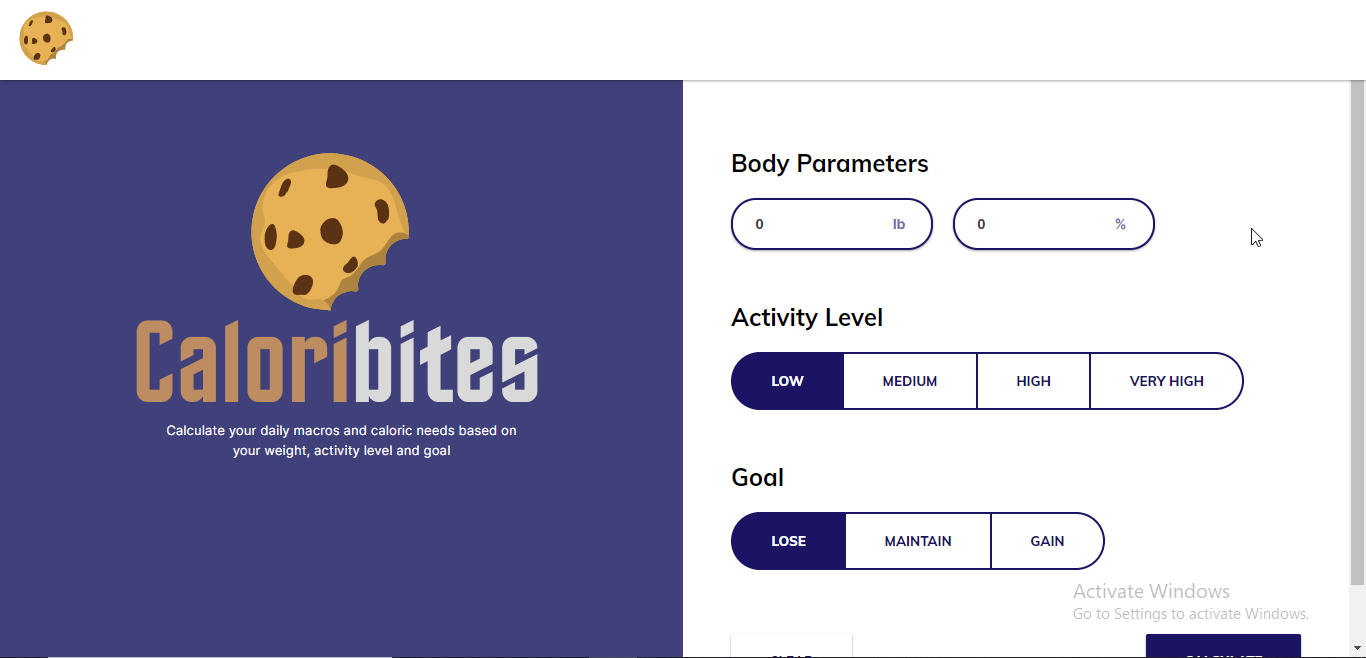 Caloribites
Calculate your daily macros and caloric needs based on
your weight, activity level and goal
Body Parameters
0 lb 0 %
Activity Level
LOW MEDIUM HIGH VERY HIGH
Goal
LOSE MAINTAIN GAIN
Activate Windows
Go to Settings to activate Windows.
CLEAR CALCULATE